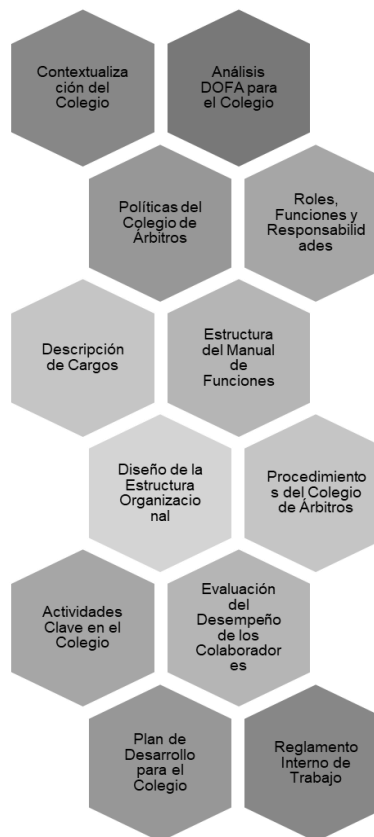 Contextualiza
ción del
Colegio
Análisis
DOFA para
el Colegio
Políticas del
Colegio de
Árbitros
Roles,
Funciones y
Responsabilid
ades
Descripción
de Cargos
Estructura
del Manual
de
Funciones
Diseño de la
Estructura
Organizacio
nal
Procedimiento
s del Colegio
de Árbitros
Actividades
Clave en el
Colegio
Evaluación
del
Desempeño
de los
Colaborador
es
Plan de
Desarrollo
para el
Colegio
Reglamento
Interno de
Trabajo